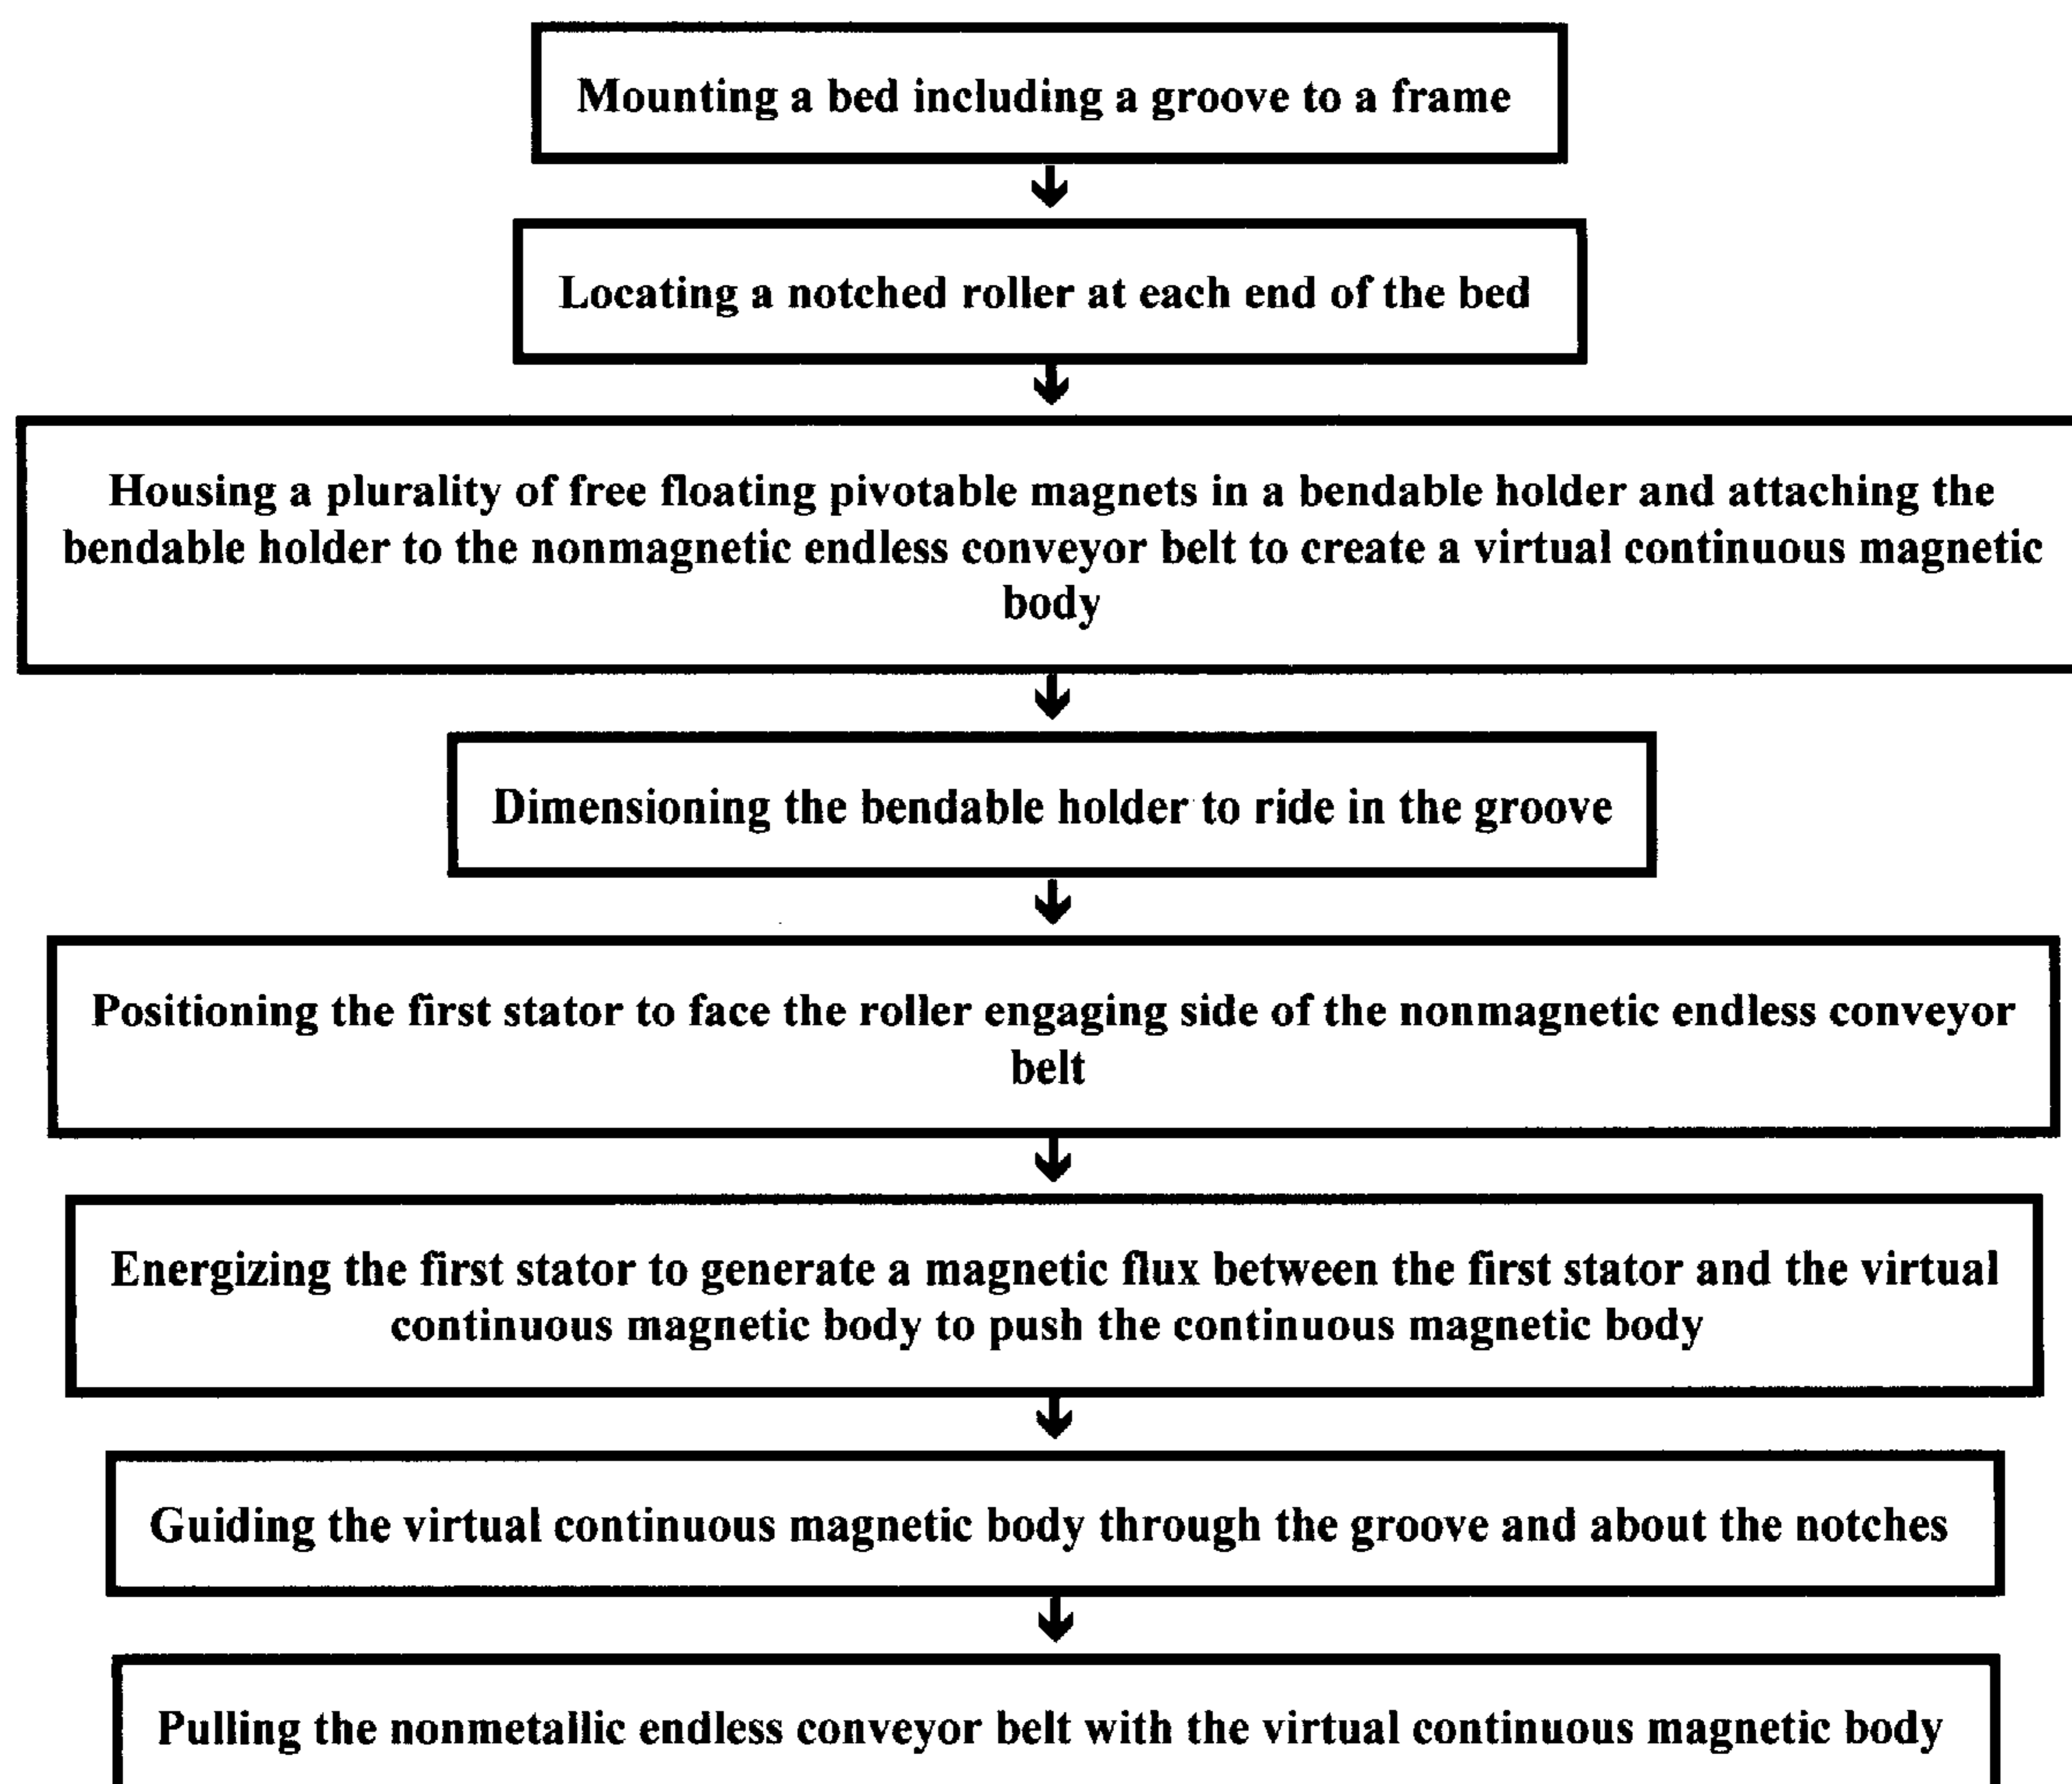 Mounting a bed including a groove to a frame
Locating a notched roller at each end of the bed
Housing a plurality of free floating pivotable magnets in a bendable holder and attaching the
bendable holder to the nonmagnetic endless conveyor belt to create a virtual continuous magnetic
body
Dimensioning the bendable holder to ride in the groove
Positioning the first stator to face the roller engaging side of the nonmagnetic endless conveyor
belt
Energizing the first stator to generate a magnetic flux between the first stator and the virtual
continuous magnetic body to push the continuous magnetic body
Guiding the virtual continuous magnetic body through the groove and about the notches
Pulling the nonmetallic endless conveyor belt with the virtual continuous magnetic body